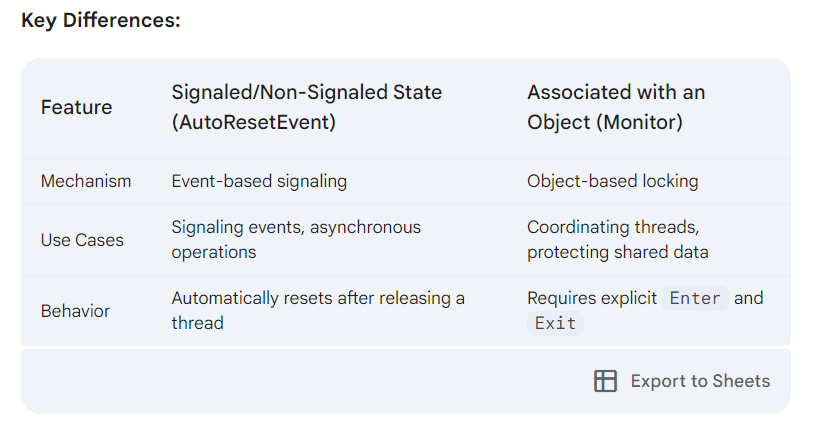 Key Differences:
Feature
Signaled/Non-Signaled State
(AutoResetEvent)
Associated with an
Object (Monitor)
Mechanism
Event-based signaling
Object-based locking
Use Cases
Signaling events, asynchronous
operations
Coordinating threads,
protecting shared data
Behavior
Automatically resets after releasing a
thread
Requires explicit Enter and
Exit
Export to Sheets